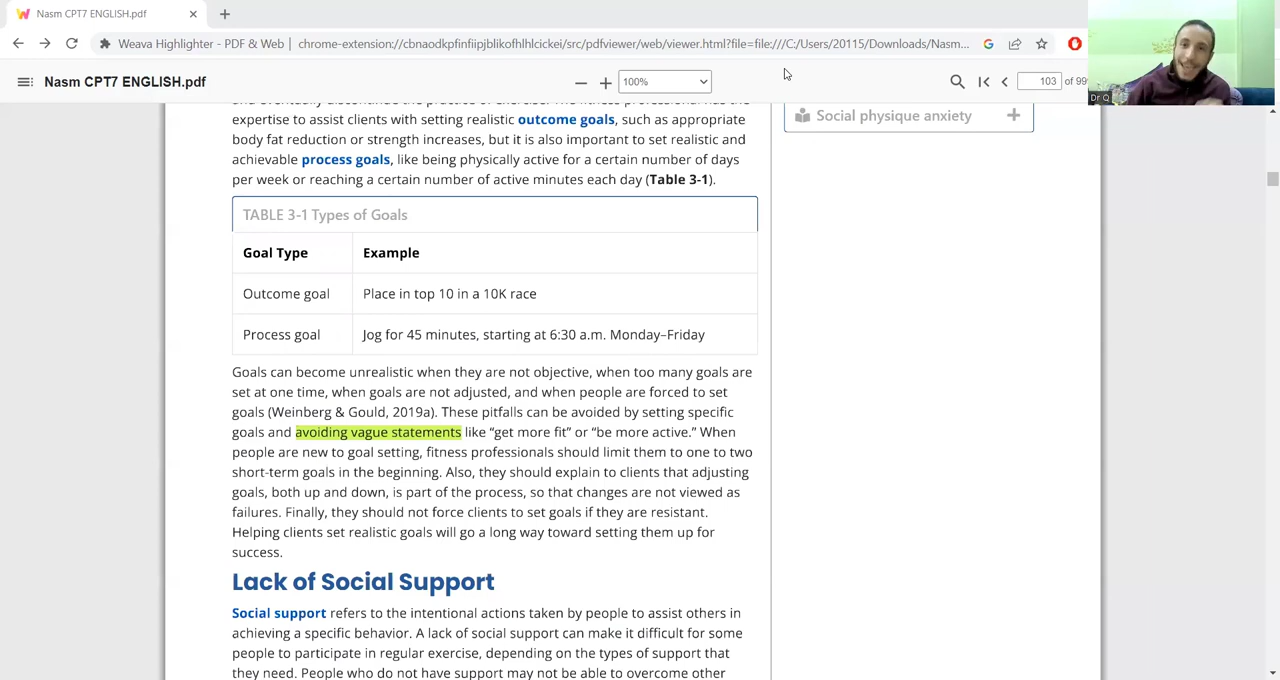 Nasm CPT7 ENGLISH.pdf
Weava Highlighter - PDF & Web | chrome-extension://cbnaodkpfinfiipjblikofhlhlcickei/src/pdfviewer/web/viewer.html?file=file:///C:/Users/20115/Downloads/Nasm...
Nasm CPT7 ENGLISH.pdf
100%
103 of 99
Dr Q
expertise to assist clients with setting realistic outcome goals, such as appropriate
body fat reduction or strength increases, but it is also important to set realistic and
achievable process goals, like being physically active for a certain number of days
per week or reaching a certain number of active minutes each day (Table 3-1).
Social physique anxiety
TABLE 3-1 Types of Goals
Goal Type Example
Outcome goal Place in top 10 in a 10K race
Process goal Jog for 45 minutes, starting at 6:30 a.m. Monday–Friday
Goals can become unrealistic when they are not objective, when too many goals are
set at one time, when goals are not adjusted, and when people are forced to set
goals (Weinberg & Gould, 2019a). These pitfalls can be avoided by setting specific
goals and avoiding vague statements like “get more fit” or “be more active.” When
people are new to goal setting, fitness professionals should limit them to one to two
short-term goals in the beginning. Also, they should explain to clients that adjusting
goals, both up and down, is part of the process, so that changes are not viewed as
failures. Finally, they should not force clients to set goals if they are resistant.
Helping clients set realistic goals will go a long way toward setting them up for
success.
Lack of Social Support
Social support refers to the intentional actions taken by people to assist others in
achieving a specific behavior. A lack of social support can make it difficult for some
people to participate in regular exercise, depending on the types of support that
they need. People who do not have support may not be able to overcome other